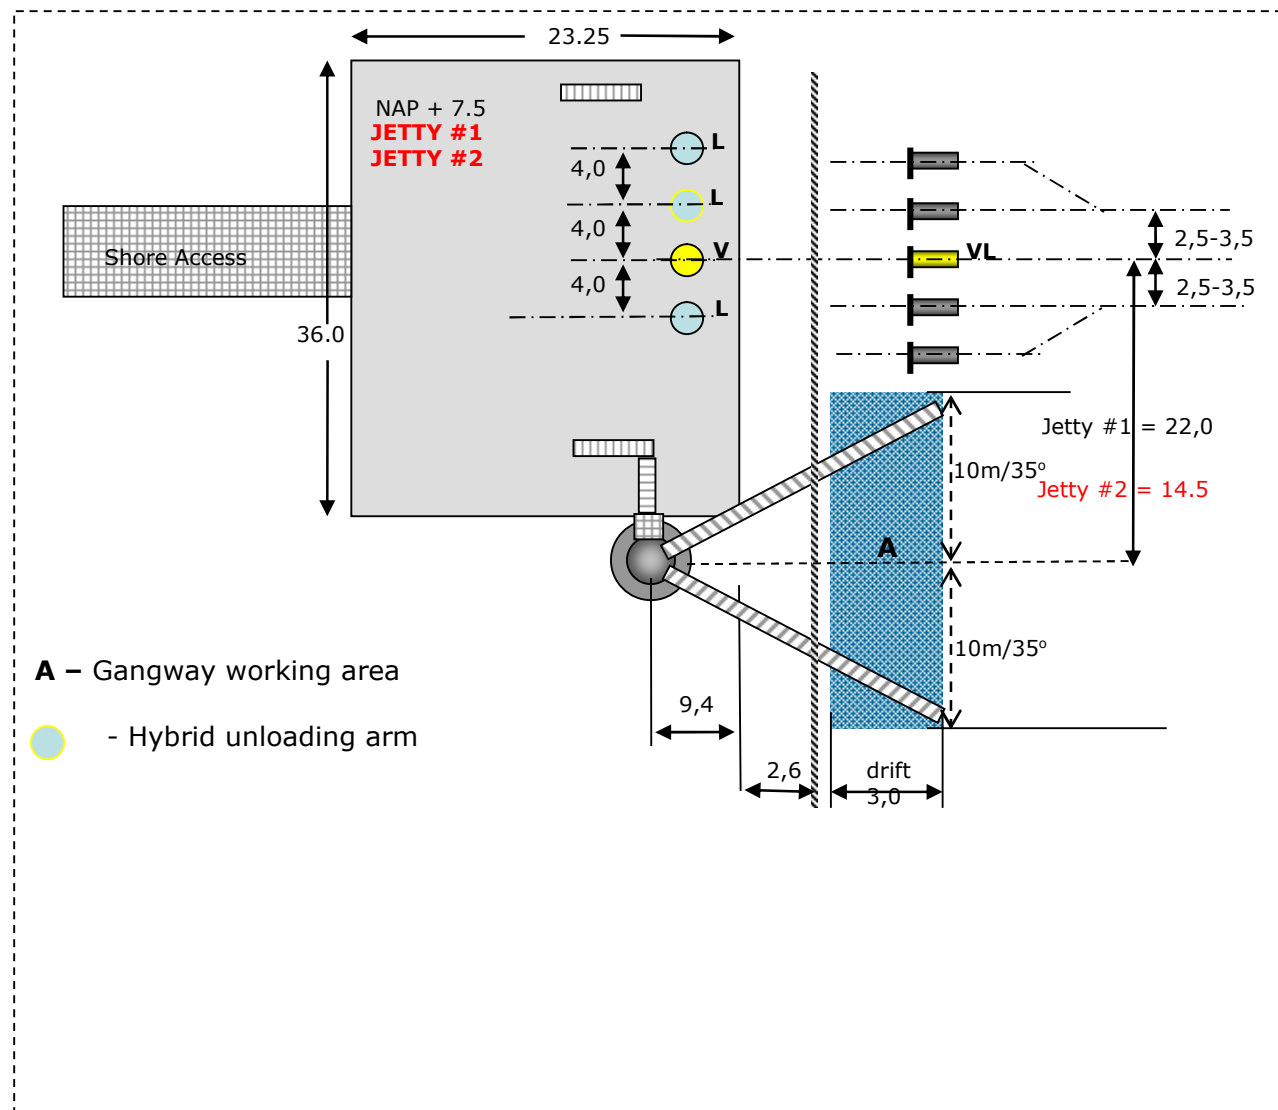 23.25
NAP + 7.5
JETTY #1
JETTY #2
L
4,0
L
4,0
V
VL
4,0
L
2,5-3,5
2,5-3,5
Shore Access
36.0
Jetty #1 = 22,0
10m/35º
Jetty #2 = 14.5
A
10m/35º
A – Gangway working area
9,4
- Hybrid unloading arm
2,6
drift
3,0